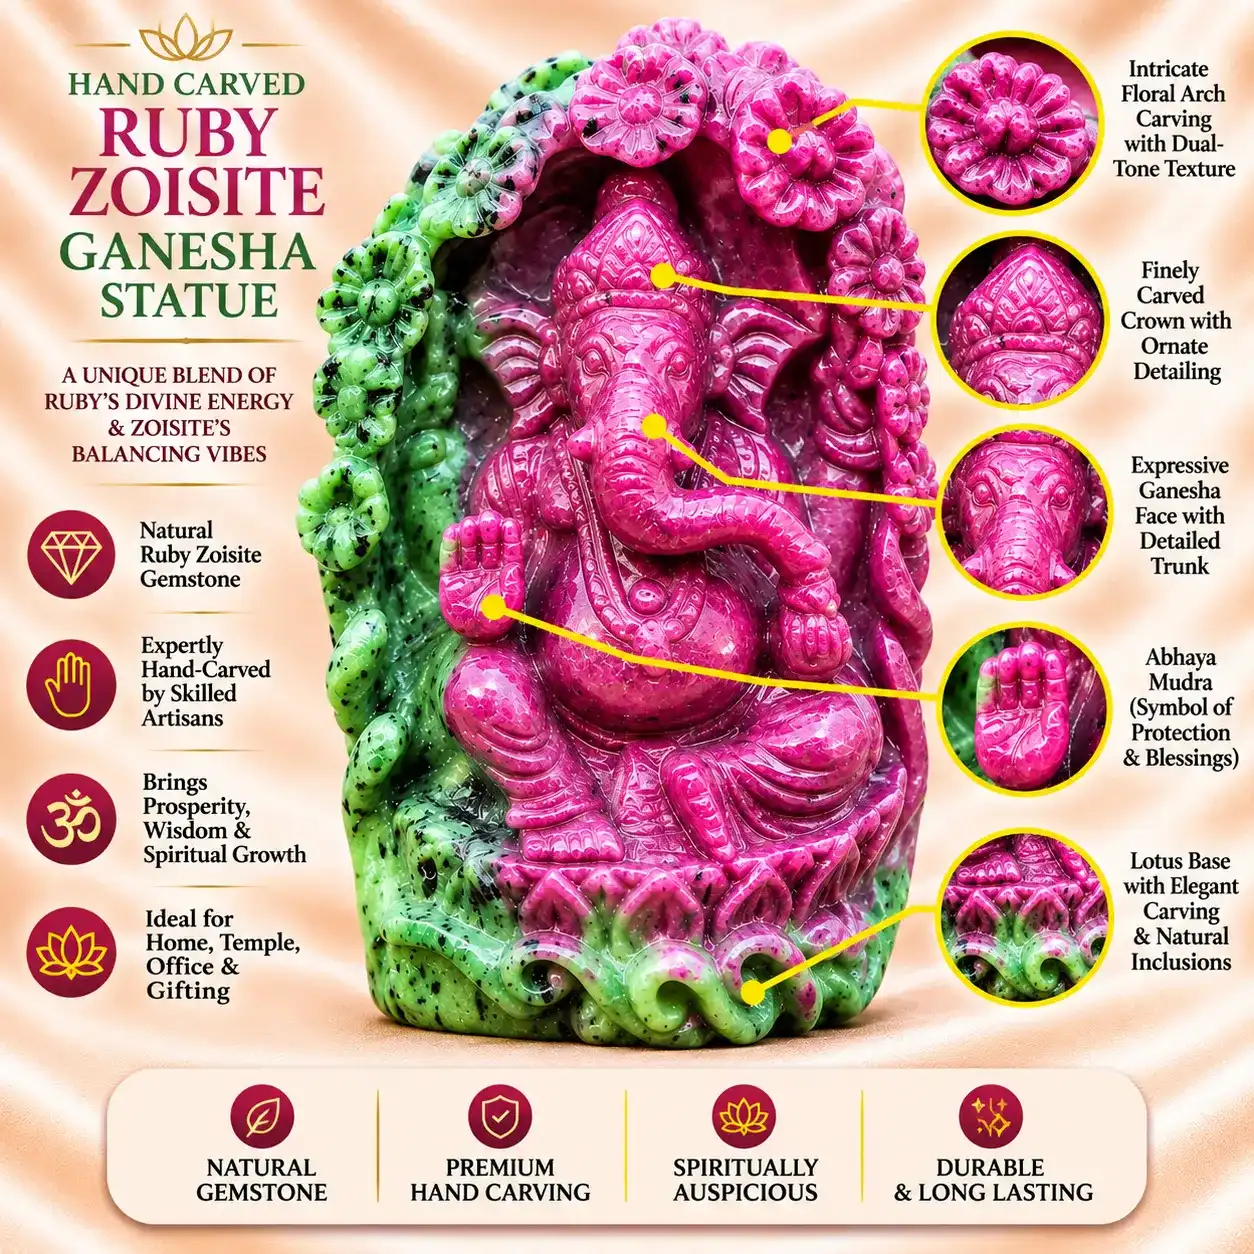 HAND CARVED
RUBY
ZOISITE
GANESHA
STATUE
A UNIQUE BLEND OF
RUBY'S DIVINE ENERGY
& ZOISITE'S
BALANCING VIBES
Natural
Ruby Zoisite
Gemstone
Expertly
Hand-Carved
by Skilled
Artisans
ॐ
Brings
Prosperity,
Wisdom &
Spiritual Growth
Ideal for
Home, Temple,
Office &
Gifting
Intricate
Floral Arch
Carving
with Dual-
Tone Texture
Finely
Carved
Crown with
Ornate
Detailing
Expressive
Ganesha
Face with
Detailed
Trunk
Abhaya
Mudra
(Symbol of
Protection
& Blessings)
Lotus Base
with Elegant
Carving
& Natural
Inclusions
NATURAL
GEMSTONE
PREMIUM
HAND CARVING
SPIRITUALLY
AUSPICIOUS
DURABLE
& LONG LASTING